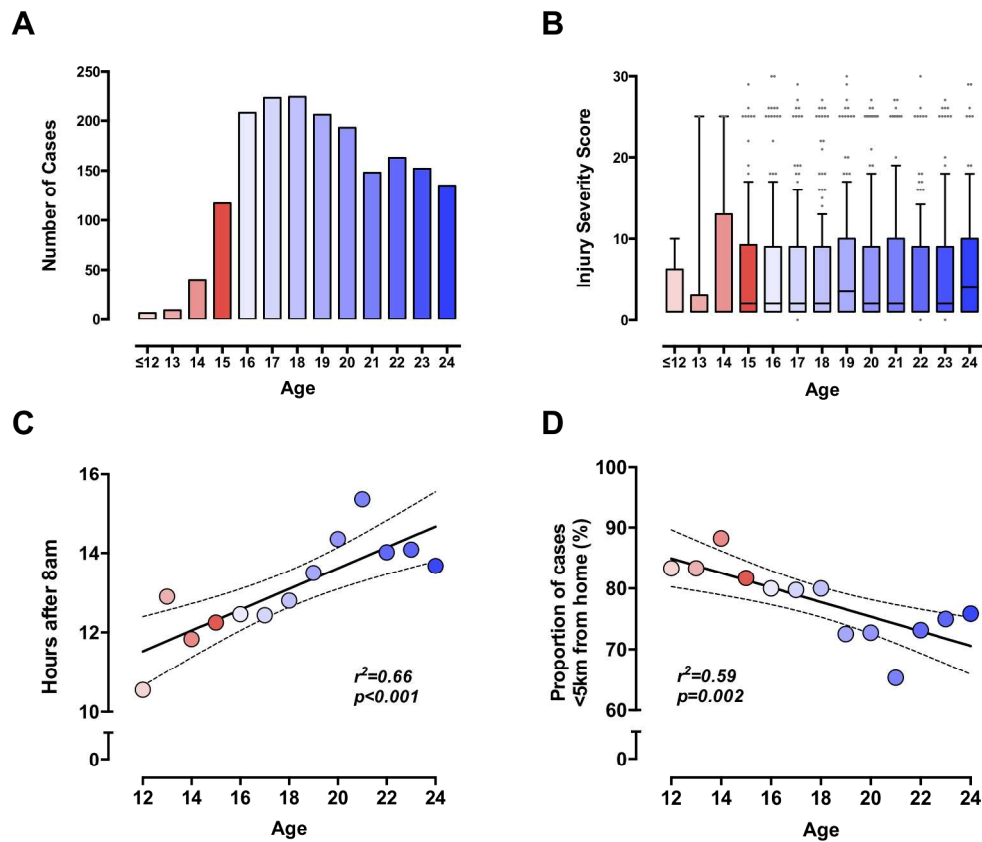 A
250
200
150
100
50
0
Number of Cases
≤12 13 14 15 16 17 18 19 20 21 22 23 24
Age
B
30
20
10
0
Injury Severity Score
≤12 13 14 15 16 17 18 19 20 21 22 23 24
Age
C
16
14
12
10
0
Hours after 8am
r²=0.66
p<0.001
12 14 16 18 20 22 24
Age
D
100
90
80
70
60
0
Proportion of cases
<5km from home (%)
r²=0.59
p=0.002
12 14 16 18 20 22 24
Age